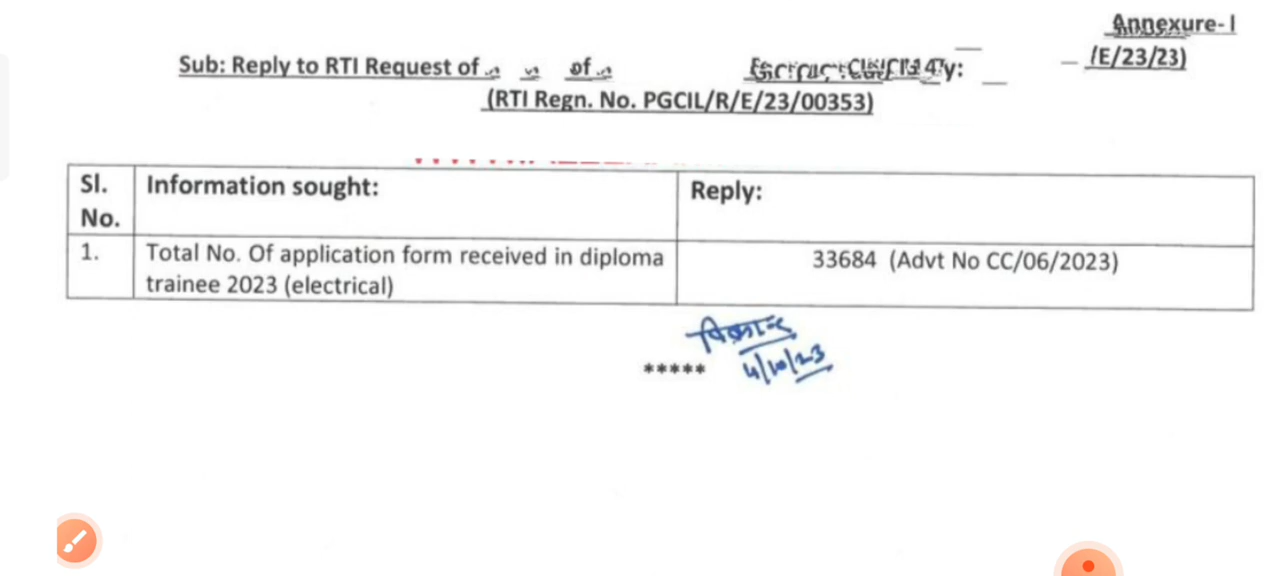 Annexure-I
Sub: Reply to RTI Request of of /E/23/23)
(RTI Regn. No. PGCIL/R/E/23/00353)
Sl. No. Information sought: Reply:
1. Total No. Of application form received in diploma 33684 (Advt No CC/06/2023)
trainee 2023 (electrical)
*****
4/10/23